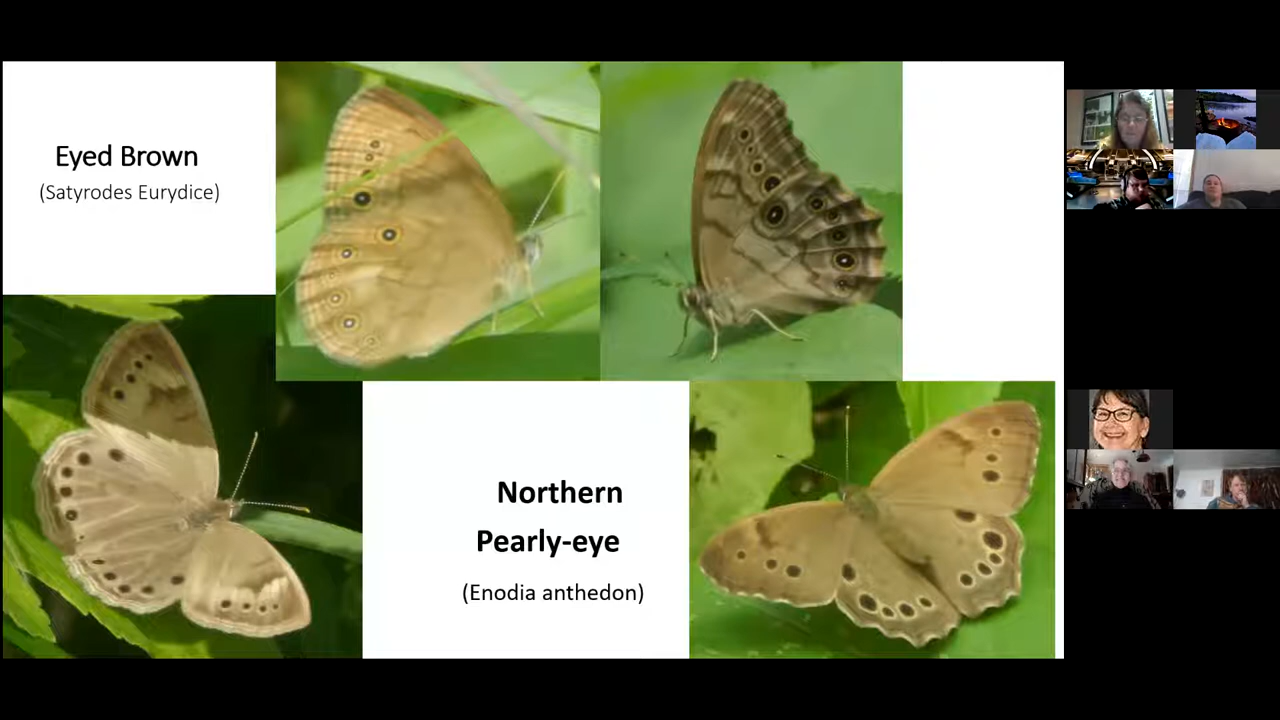 Eyed Brown
(Satyrodes Eurydice)
Northern
Pearly-eye
(Enodia anthedon)